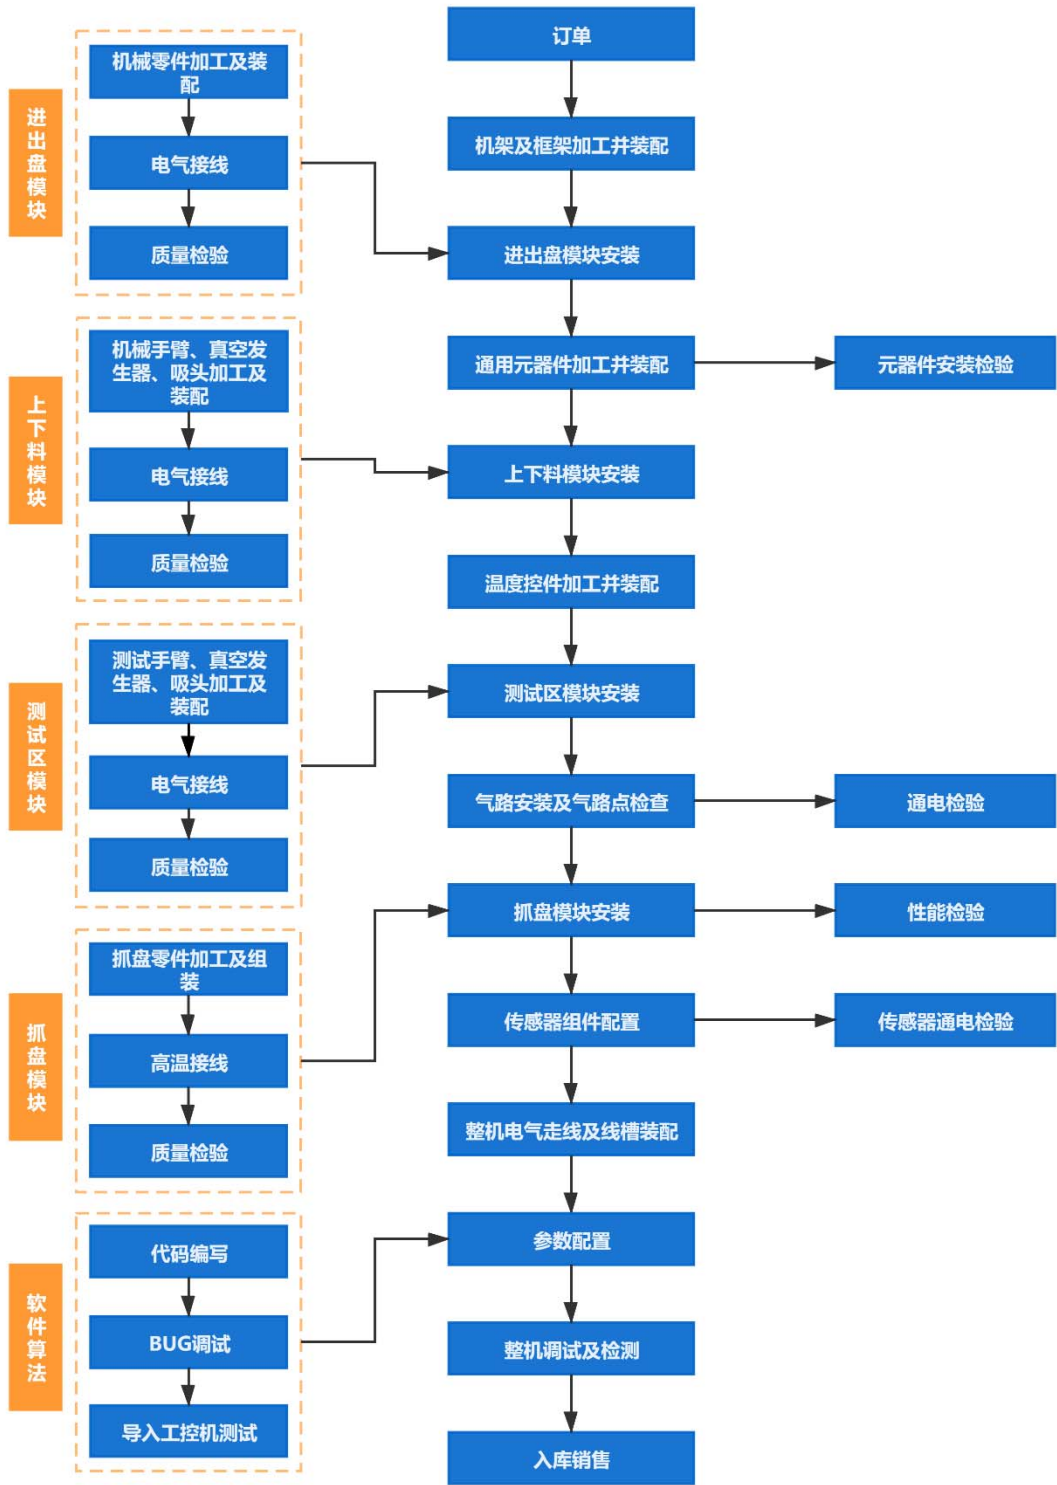 进出盘模块
机械零件加工及装
配
电气接线
质量检验
上下料模块
机械手臂、真空发
生器、吸头加工及
装配
电气接线
质量检验
测试区模块
测试手臂、真空发
生器、吸头加工及
装配
电气接线
质量检验
抓盘模块
抓盘零件加工及组
装
高温接线
质量检验
软件算法
代码编写
BUG调试
导入工控机测试
订单
机架及框架加工并装配
进出盘模块安装
通用元器件加工并装配
上下料模块安装
温度控件加工并装配
测试区模块安装
气路安装及气路点检查
抓盘模块安装
传感器组件配置
整机电气走线及线槽装配
参数配置
整机调试及检测
入库销售
元器件安装检验
通电检验
性能检验
传感器通电检验